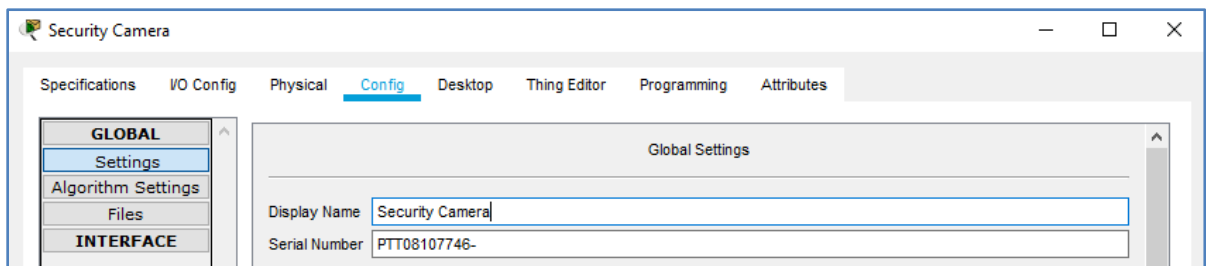 Security Camera
Specifications I/O Config Physical Config Desktop Thing Editor Programming Attributes
GLOBAL
Settings
Algorithm Settings
Files
INTERFACE
Global Settings
Display Name Security Camera
Serial Number PTT08107746-